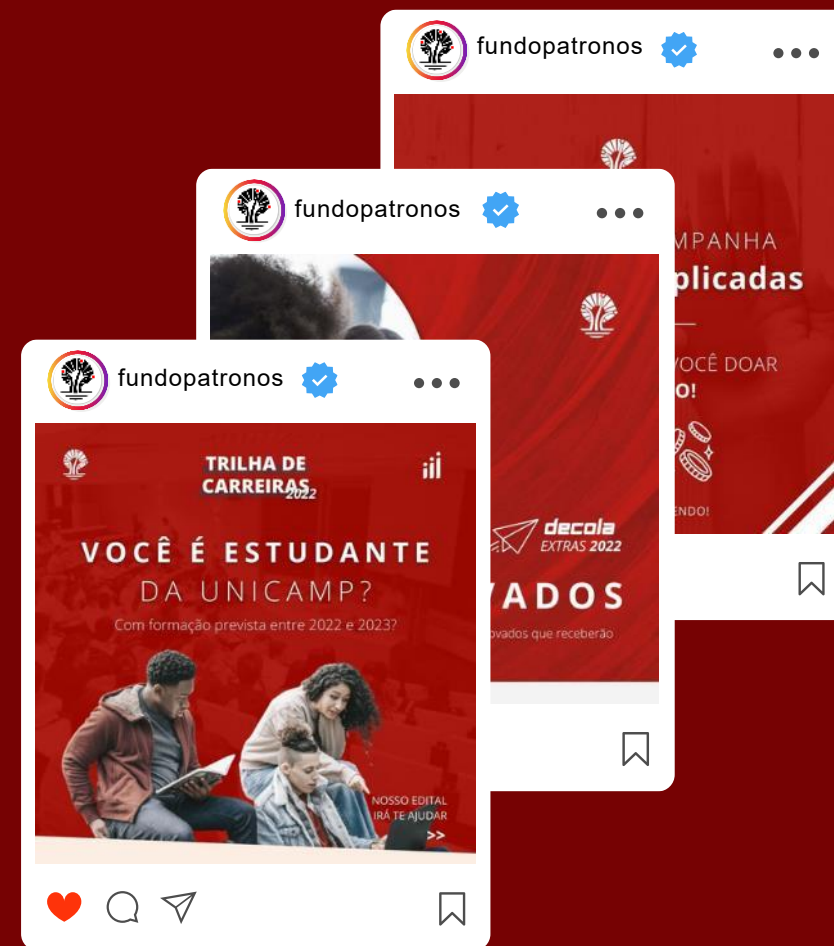 fundopatronos
MPANHA
plicadas
VOCÊ DOAR
O!
ENDO!
fundopatronos
decola
EXTRAS 2022
VADOS
ovados que receberão
fundopatronos
TRILHA DE
CARREIRAS
2022
VOCÊ É ESTUDANTE
DA UNICAMP?
Com formação prevista entre 2022 e 2023?
NOSSO EDITAL
IRÁ TE AJUDAR
>>